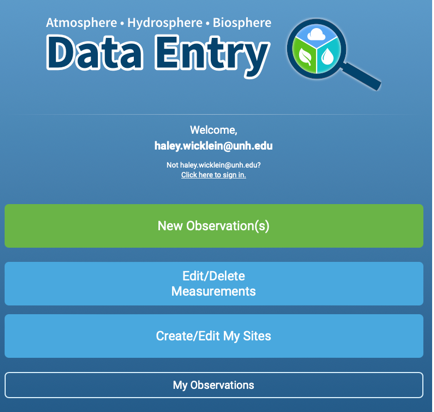 Atmosphere • Hydrosphere • Biosphere
Data Entry
Welcome,
haley.wicklein@unh.edu
Not haley.wicklein@unh.edu?
Click here to sign in.
New Observation(s)
Edit/Delete
Measurements
Create/Edit My Sites
My Observations